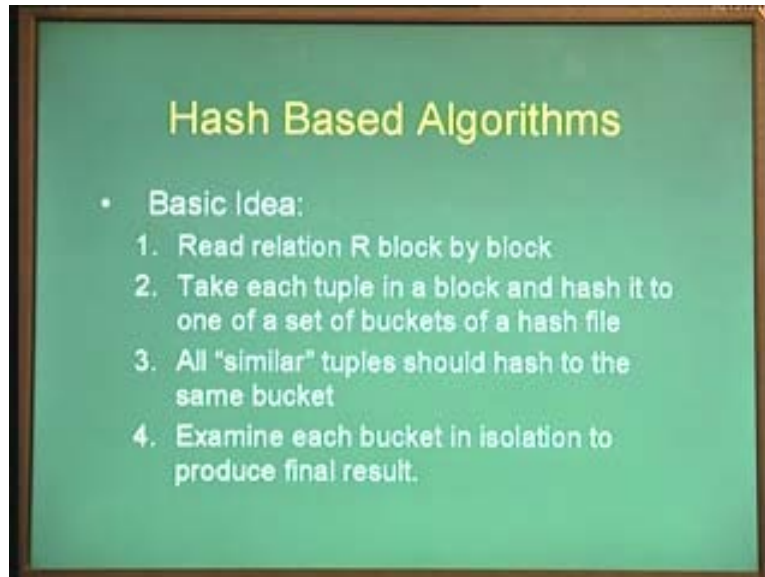 Hash Based Algorithms
• Basic Idea:
1. Read relation R block by block
2. Take each tuple in a block and hash it to
one of a set of buckets of a hash file
3. All "similar" tuples should hash to the
same bucket
4. Examine each bucket in isolation to
produce final result.